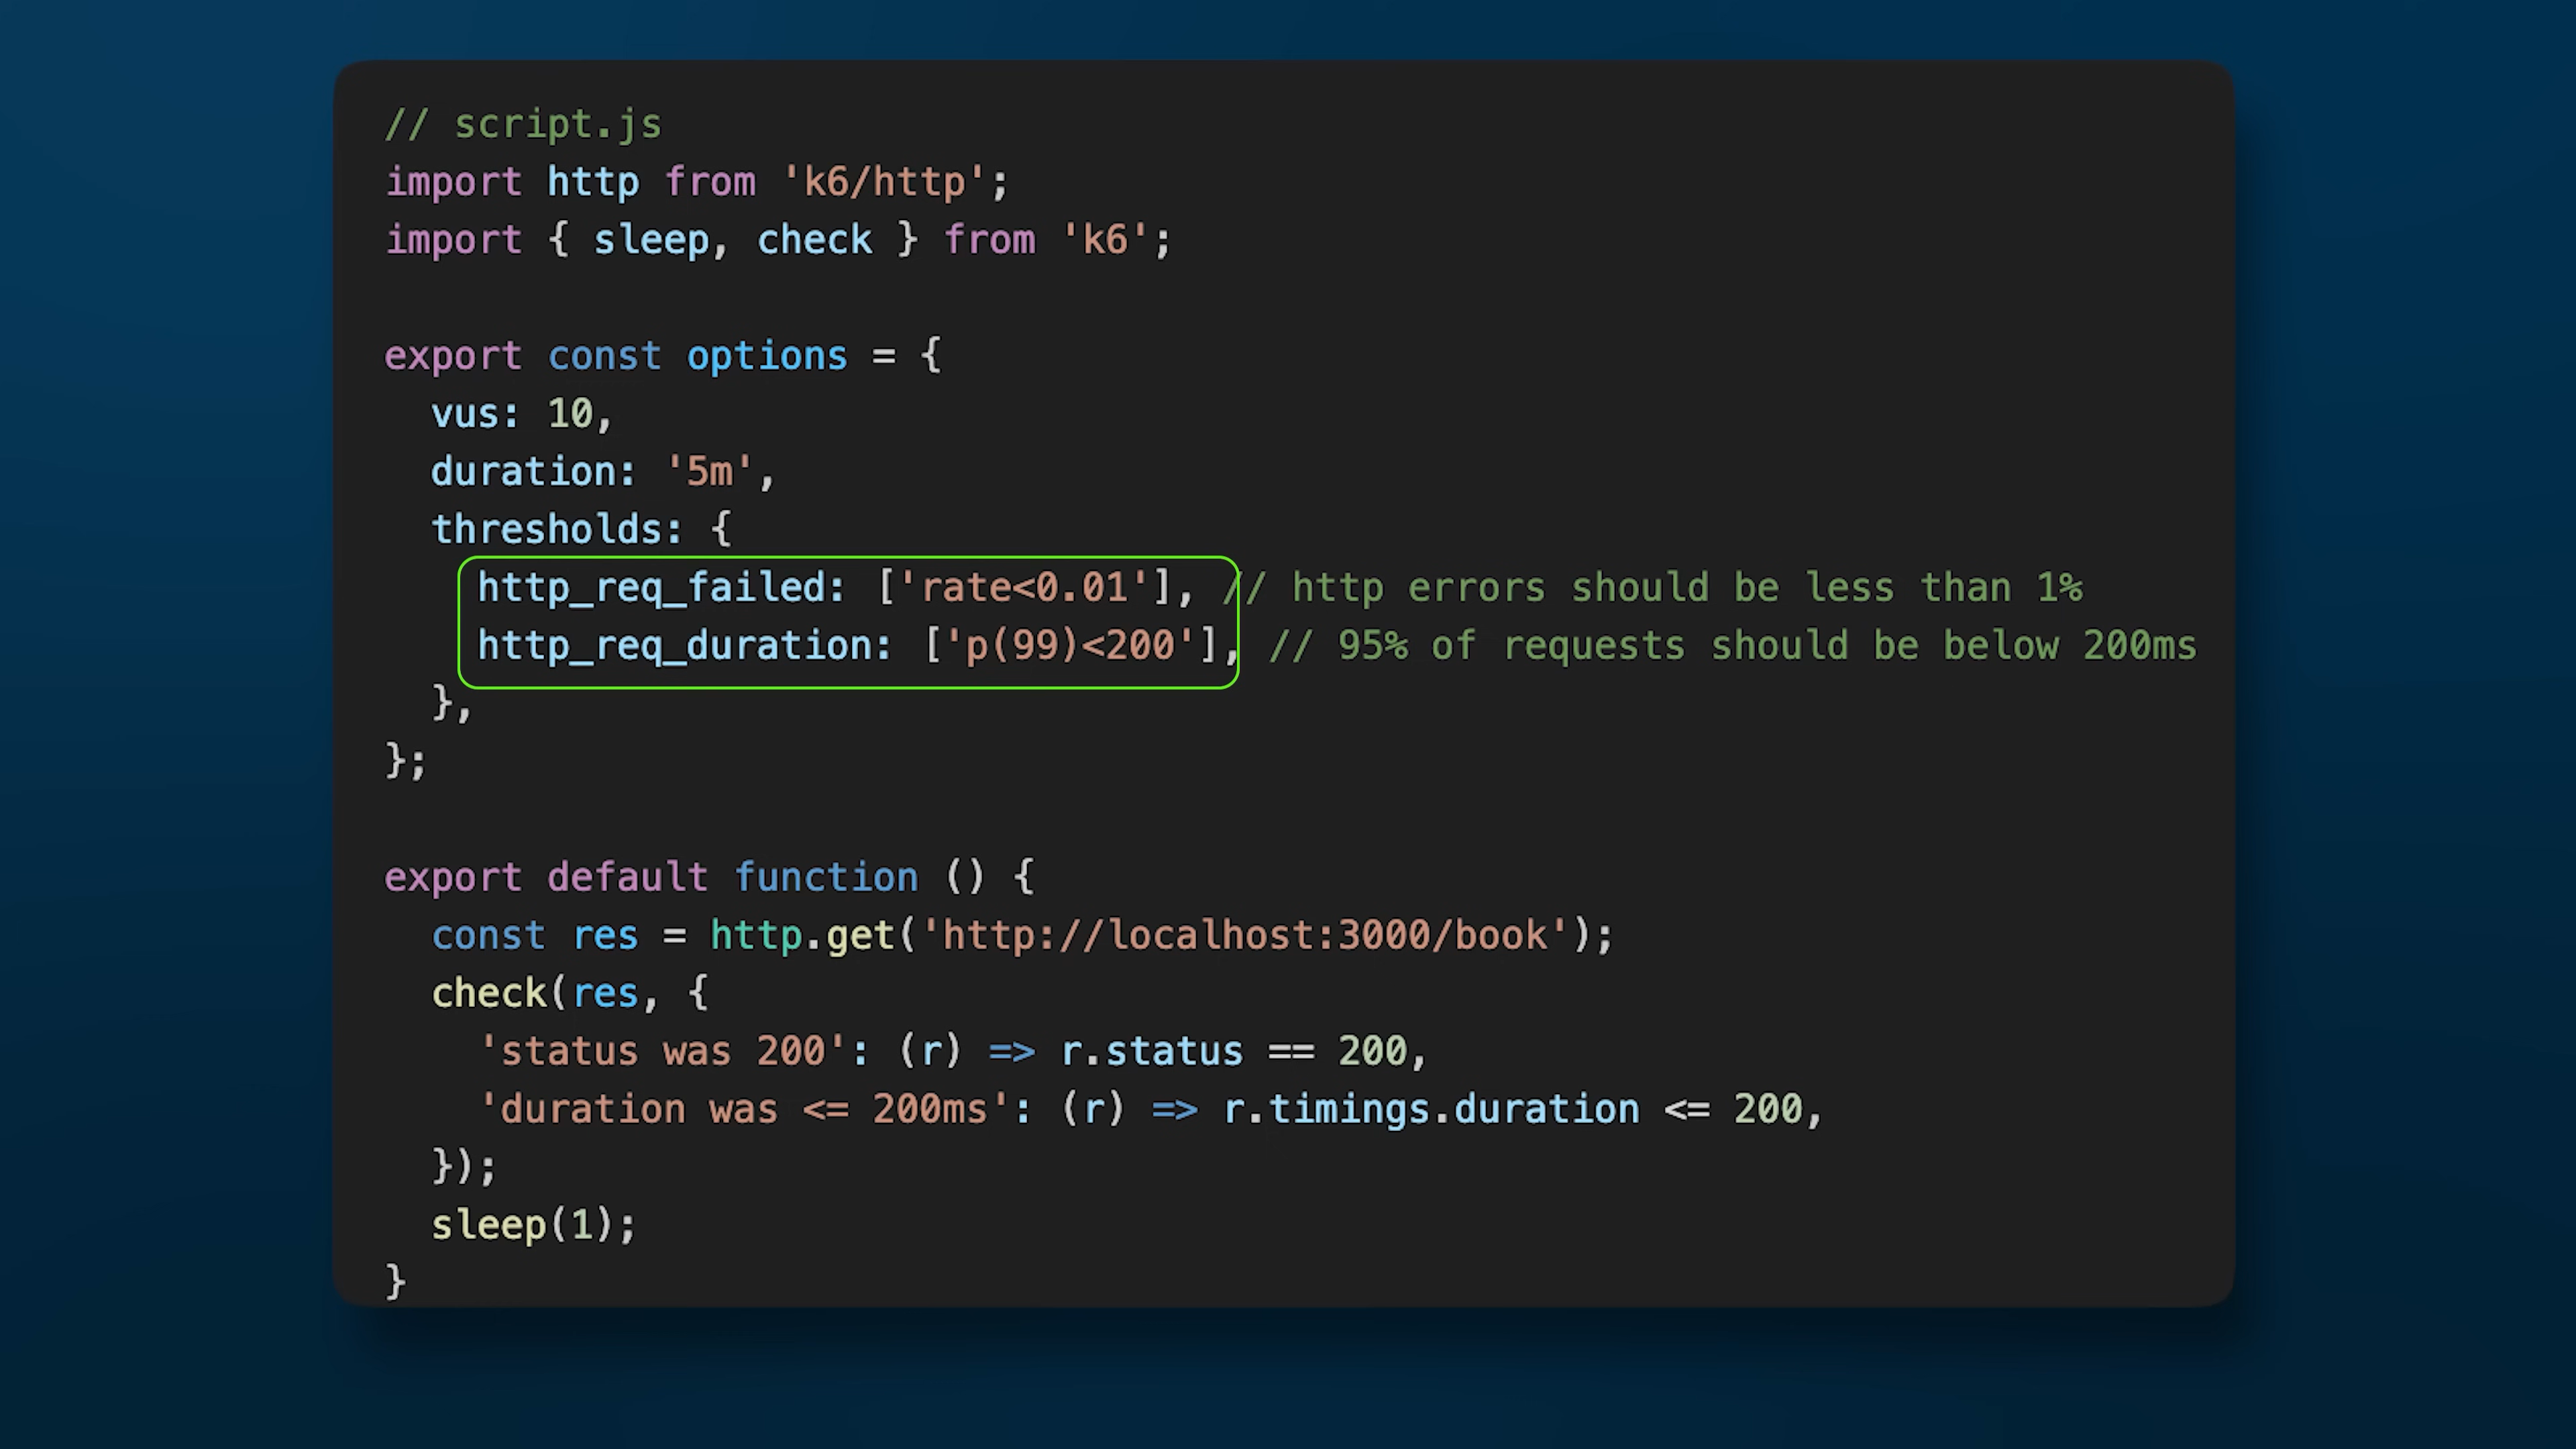 // script.js
import http from 'k6/http';
import { sleep, check } from 'k6';
export const options = {
vus: 10,
duration: '5m',
thresholds: {
http_req_failed: ['rate<0.01'], // http errors should be less than 1%
http_req_duration: ['p(99)<200'], // 95% of requests should be below 200ms
},
};
export default function () {
const res = http.get('http://localhost:3000/book');
check(res, {
'status was 200': (r) => r.status == 200,
'duration was <= 200ms': (r) => r.timings.duration <= 200,
});
sleep(1);
}